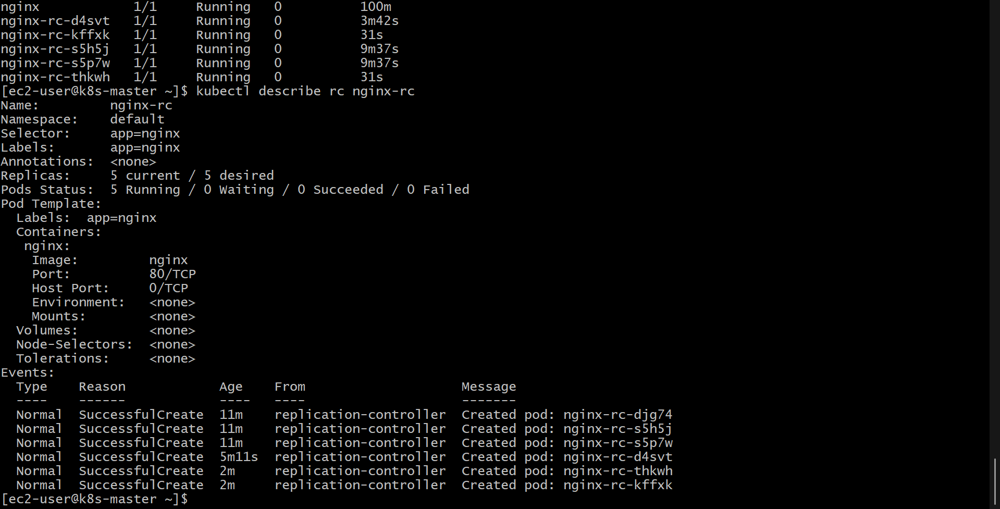 nginx            1/1     Running   0          100m
nginx-rc-d4svt   1/1     Running   0          3m42s
nginx-rc-kffxk   1/1     Running   0          31s
nginx-rc-s5h5j   1/1     Running   0          9m37s
nginx-rc-s5p7w   1/1     Running   0          9m37s
nginx-rc-thkwh   1/1     Running   0          31s
[ec2-user@k8s-master ~]$ kubectl describe rc nginx-rc
Name:         nginx-rc
Namespace:    default
Selector:     app=nginx
Labels:       app=nginx
Annotations:  <none>
Replicas:     5 current / 5 desired
Pods Status:  5 Running / 0 Waiting / 0 Succeeded / 0 Failed
Pod Template:
  Labels:  app=nginx
  Containers:
   nginx:
    Image:         nginx
    Port:          80/TCP
    Host Port:     0/TCP
    Environment:   <none>
    Mounts:        <none>
  Volumes:         <none>
  Node-Selectors:  <none>
  Tolerations:     <none>
Events:
  Type    Reason            Age    From                    Message
  ----    ------            ----   ----                    -------
  Normal  SuccessfulCreate  11m    replication-controller  Created pod: nginx-rc-djg74
  Normal  SuccessfulCreate  11m    replication-controller  Created pod: nginx-rc-s5h5j
  Normal  SuccessfulCreate  11m    replication-controller  Created pod: nginx-rc-s5p7w
  Normal  SuccessfulCreate  5m11s  replication-controller  Created pod: nginx-rc-d4svt
  Normal  SuccessfulCreate  2m     replication-controller  Created pod: nginx-rc-thkwh
  Normal  SuccessfulCreate  2m     replication-controller  Created pod: nginx-rc-kffxk
[ec2-user@k8s-master ~]$